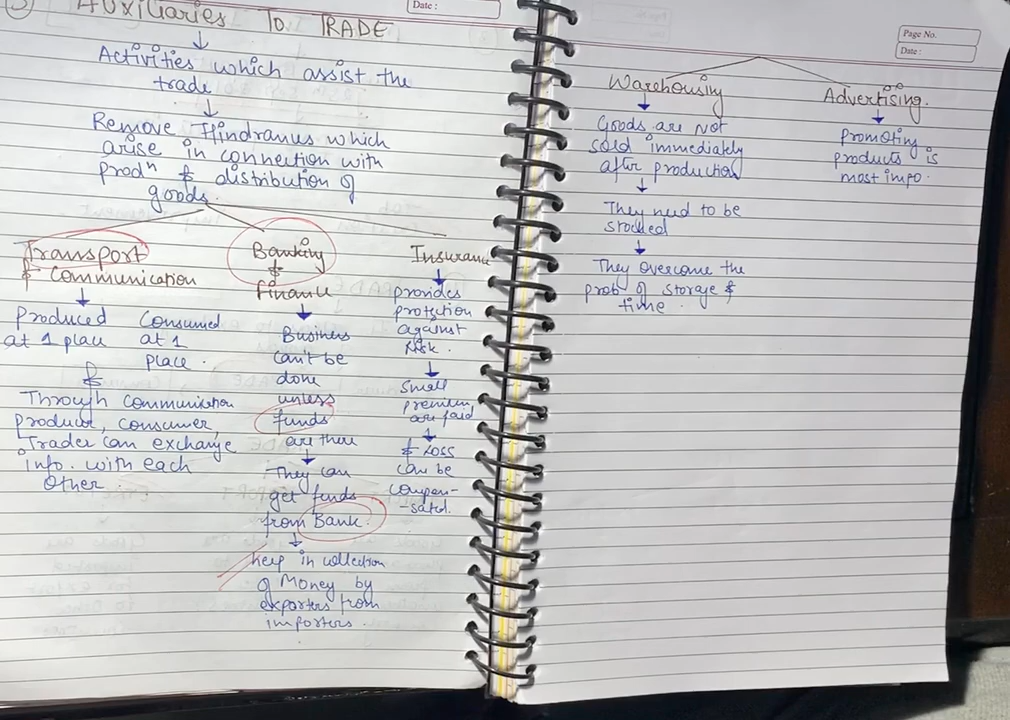 AUXILIARIES TO TRADE
Date :
Activities which assist the
trade
Remove Hindrames which
arise in connection with
prodⁿ & distribution of
goods.
Transport
& Communication
Produced Consumed
at 1 place at 1
place .
&
Through communication
producer, consumer,
Trader can exchange
info. with each
other .
Banking
&
Finance
Business
can't be
done
unless
funds
are there
They can
get funds
from Bank.
Keep in collection
of Money by
exporters from
importers .
Insurance
provides
protection
against
Risk .
Small
premium
are paid
& Loss
can be
compen-
-sated.
Page No.
Date :
Warehousing
Goods are not
sold immediately
after production
They need to be
stocked
They overcome the
prob of storage &
time .
Advertising.
Promoting
products is
most impo.